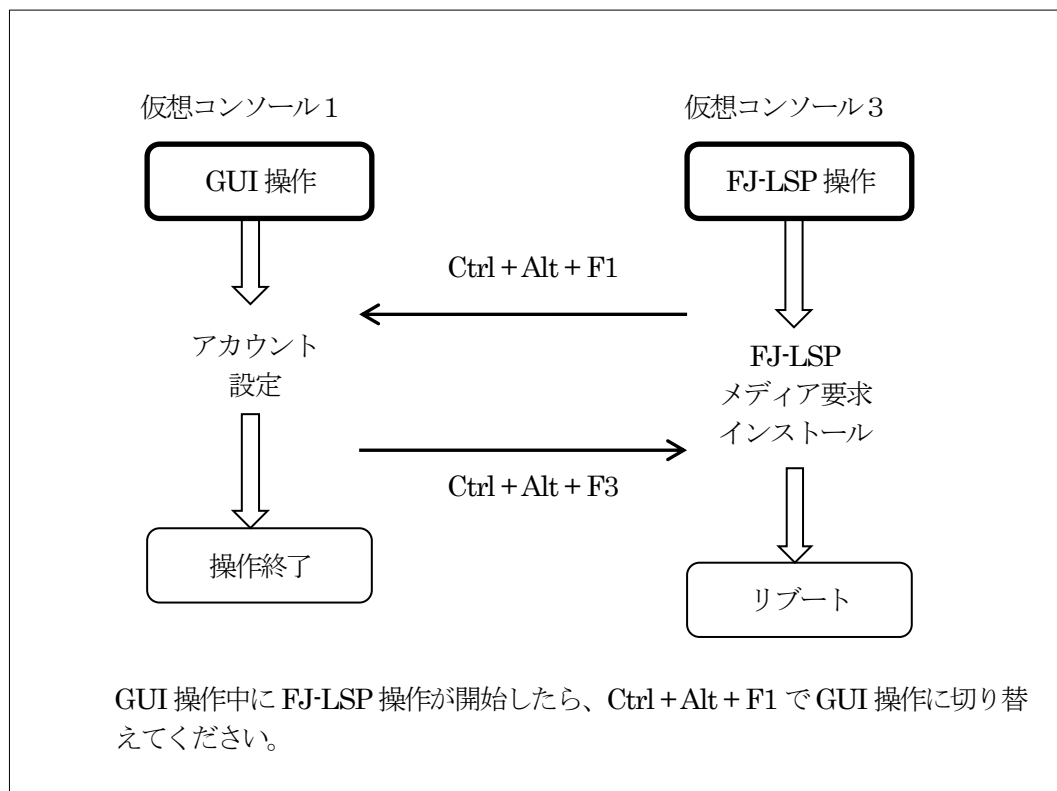 仮想コンソール１
仮想コンソール３
GUI 操作
FJ-LSP 操作
Ctrl + Alt + F1
アカウント
設定
FJ-LSP
メディア要求
インストール
Ctrl + Alt + F3
操作終了
リブート
GUI 操作中に FJ-LSP 操作が開始したら、Ctrl + Alt + F1 で GUI 操作に切り替
えてください。